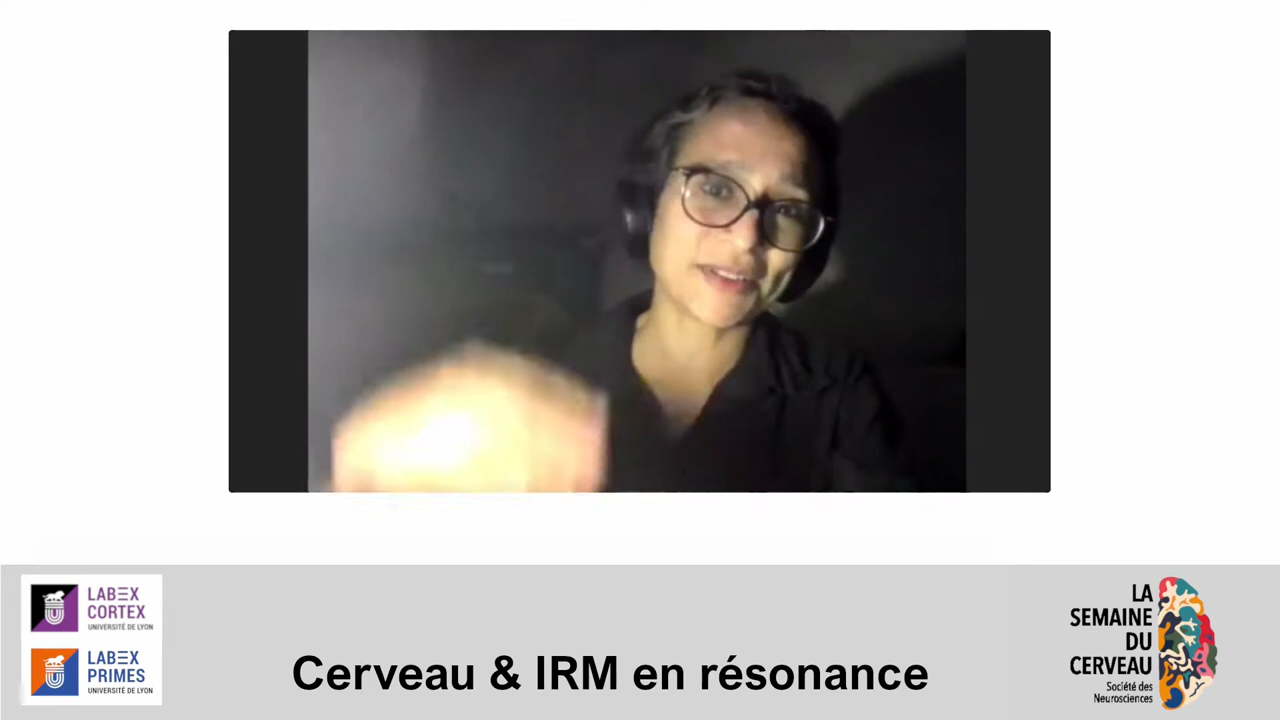 LABEX
CORTEX
UNIVERSITÉ DE LYON
LABEX
PRIMES
UNIVERSITÉ DE LYON
Cerveau & IRM en résonance
LA
SEMAINE
DU
CERVEAU
Société des
Neurosciences